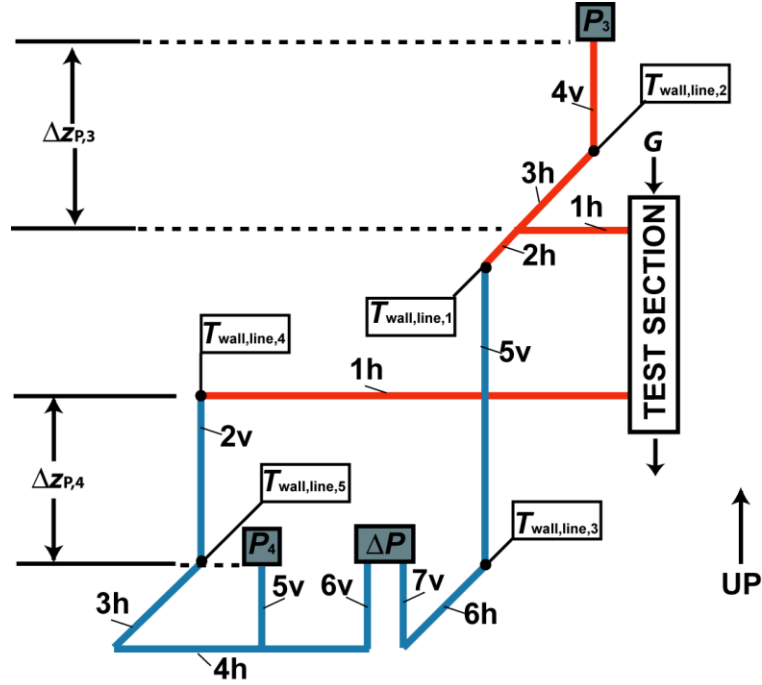 P3
4v
Twall,line,2
ΔzP,3
G
3h
1h
TEST SECTION
2h
Twall,line,1
Twall,line,4
5v
1h
2v
ΔzP,4
Twall,line,5
Twall,line,3
P4
ΔP
5v
6v
7v
3h
6h
4h
UP